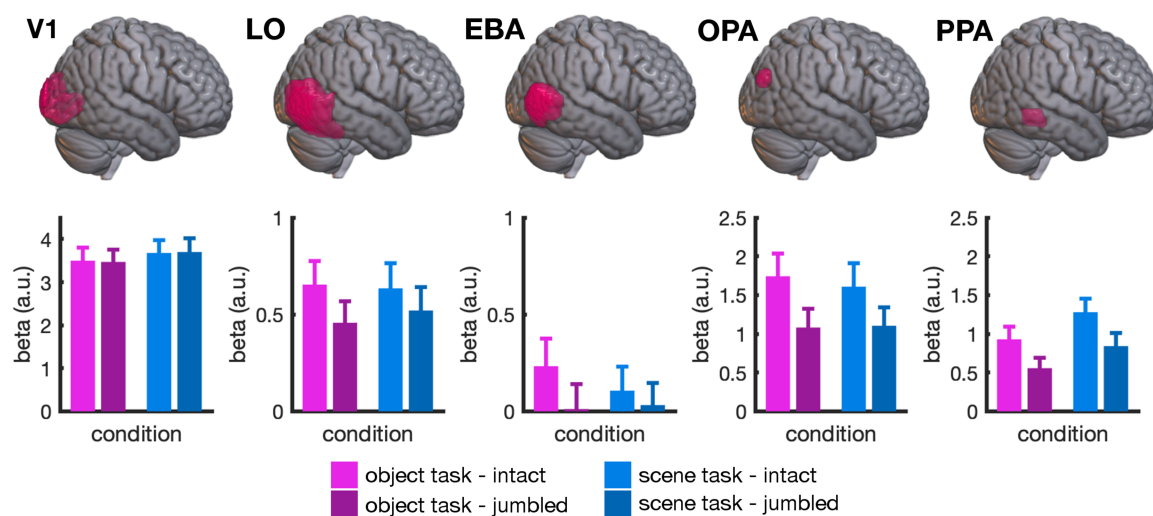 V1
LO
EBA
OPA
PPA
beta (a.u.)
4
3
2
1
0
condition
beta (a.u.)
1
0.5
0
condition
beta (a.u.)
1
0.5
0
condition
beta (a.u.)
2.5
2
1.5
1
0.5
0
condition
beta (a.u.)
2.5
2
1.5
1
0.5
0
condition
object task - intact
object task - jumbled
scene task - intact
scene task - jumbled